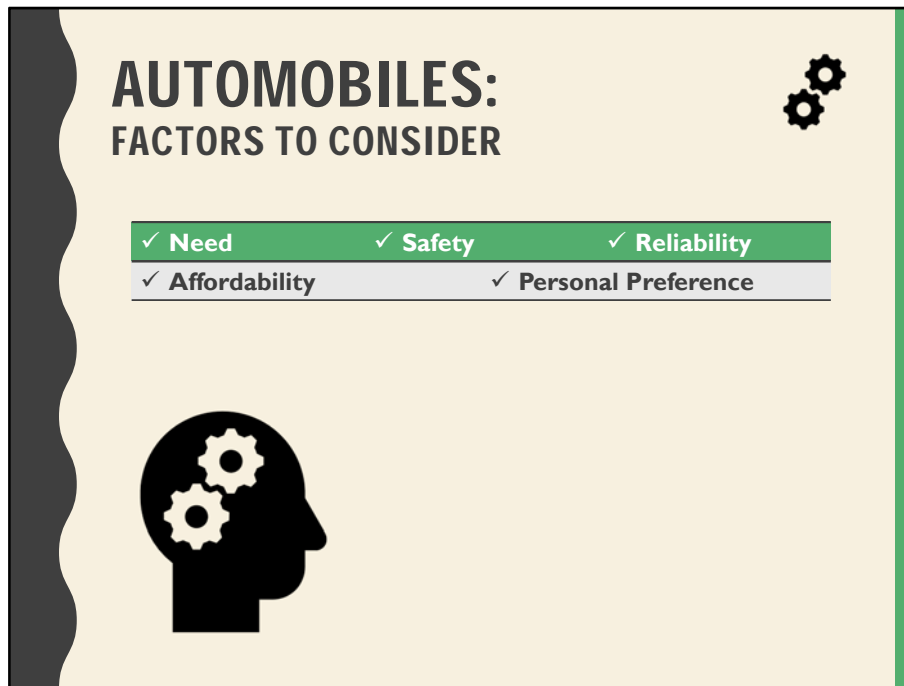 AUTOMOBILES:
FACTORS TO CONSIDER
✓ Need ✓ Safety ✓ Reliability
✓ Affordability ✓ Personal Preference